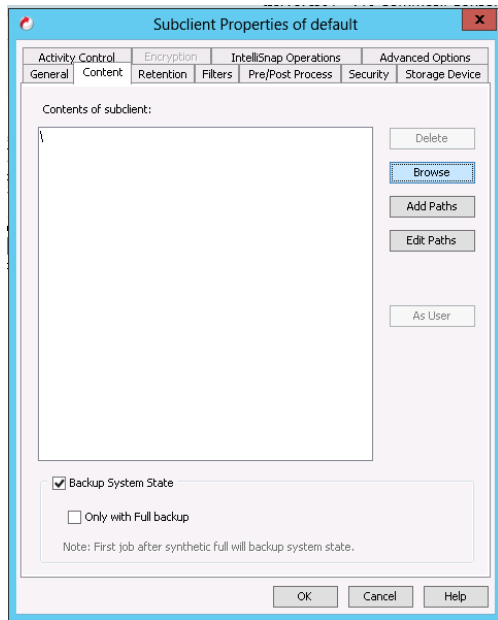 Subclient Properties of default
x
Activity Control Encryption IntelliSnap Operations Advanced Options
General Content Retention Filters Pre/Post Process Security Storage Device
Contents of subclient:
\
Delete
Browse
Add Paths
Edit Paths
As User
Backup System State
Only with Full backup
Note: First job after synthetic full will backup system state.
OK Cancel Help